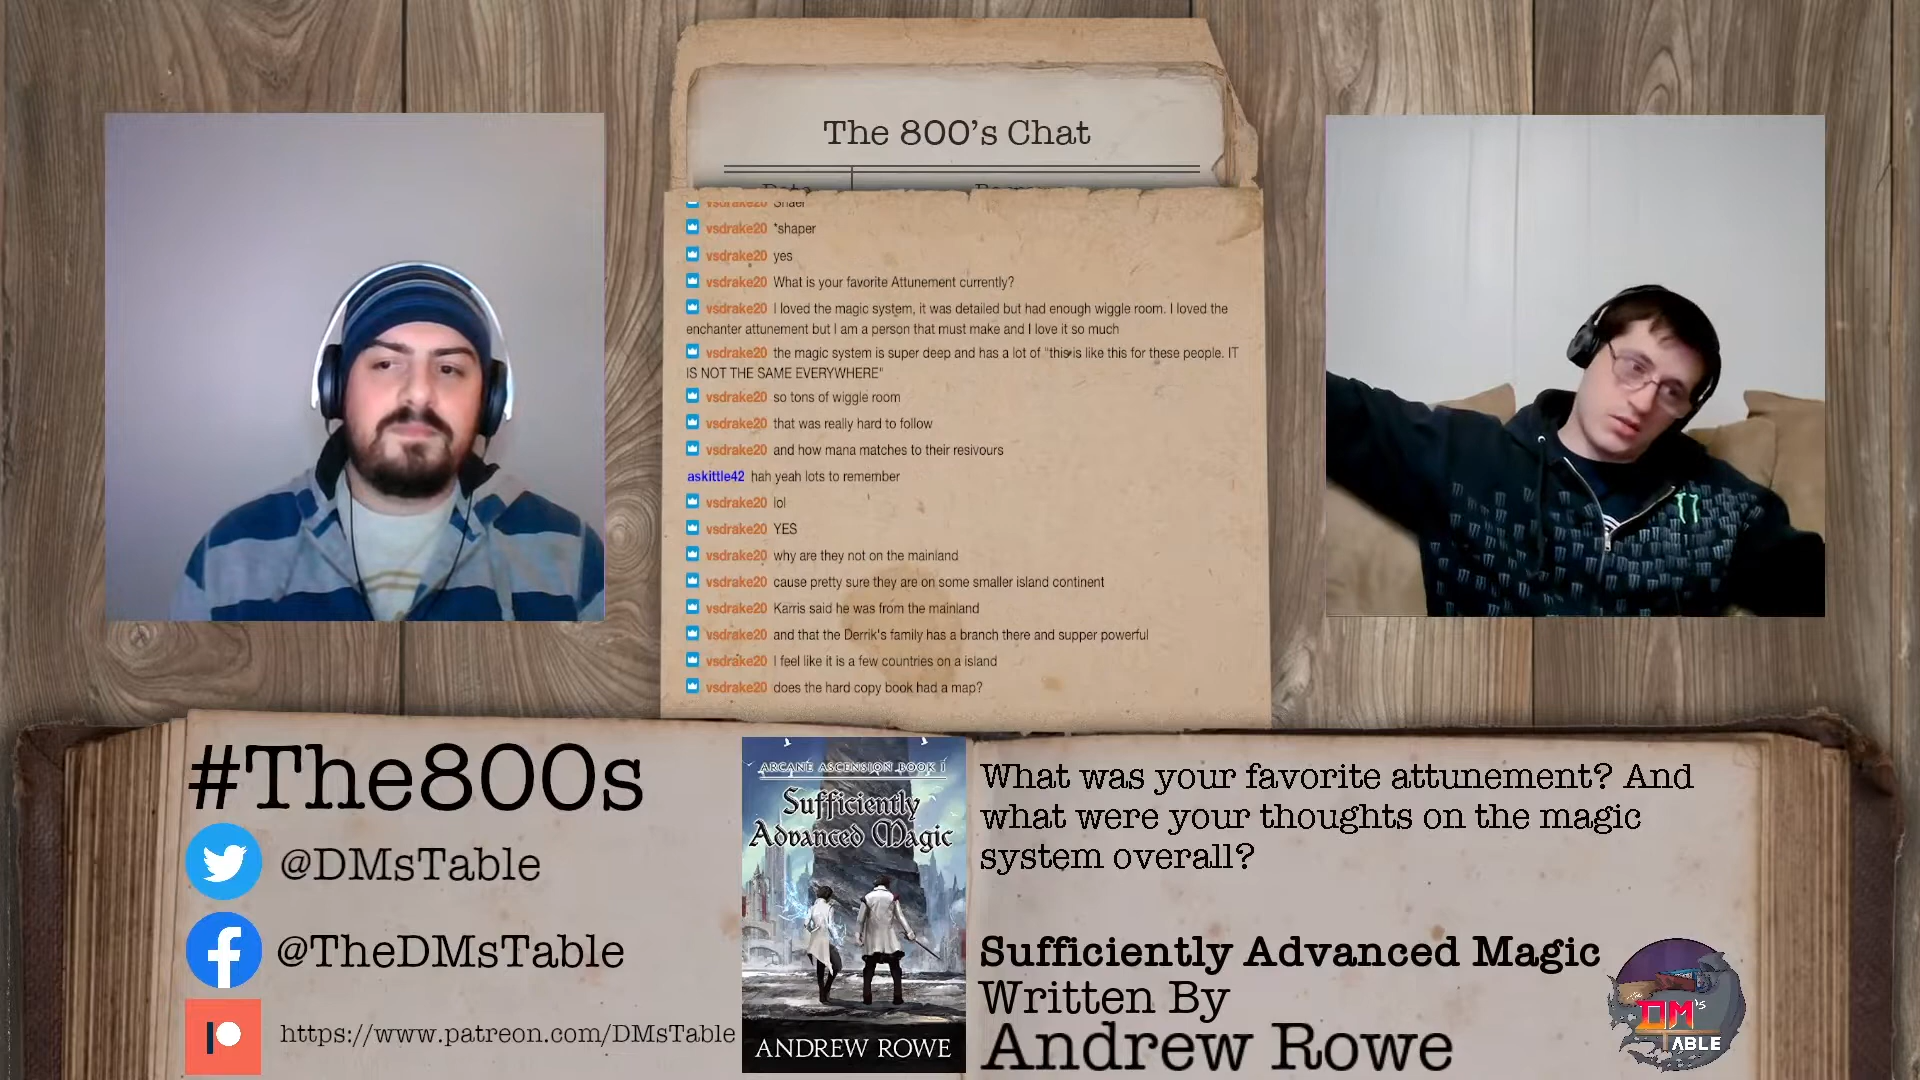 The 800's Chat
vsdrake20 Shaer
vsdrake20 *shaper
vsdrake20 yes
vsdrake20 What is your favorite Attunement currently?
vsdrake20 I loved the magic system, it was detailed but had enough wiggle room. I loved the
enchanter attunement but I am a person that must make and I love it so much
vsdrake20 the magic system is super deep and has a lot of "this is like this for these people. IT
IS NOT THE SAME EVERYWHERE"
vsdrake20 so tons of wiggle room
vsdrake20 that was really hard to follow
vsdrake20 and how mana matches to their resivours
askittle42 hah yeah lots to remember
vsdrake20 lol
vsdrake20 YES
vsdrake20 why are they not on the mainland
vsdrake20 cause pretty sure they are on some smaller island continent
vsdrake20 Karris said he was from the mainland
vsdrake20 and that the Derrik's family has a branch there and supper powerful
vsdrake20 I feel like it is a few countries on a island
vsdrake20 does the hard copy book had a map?
#The800s
@DMsTable
@TheDMsTable
https://www.patreon.com/DMsTable
ARCANE ASCENSION BOOK 1
Sufficiently
Advanced Magic
ANDREW ROWE
What was your favorite attunement? And
what were your thoughts on the magic
system overall?
Sufficiently Advanced Magic
Written By
Andrew Rowe
DM's
TABLE